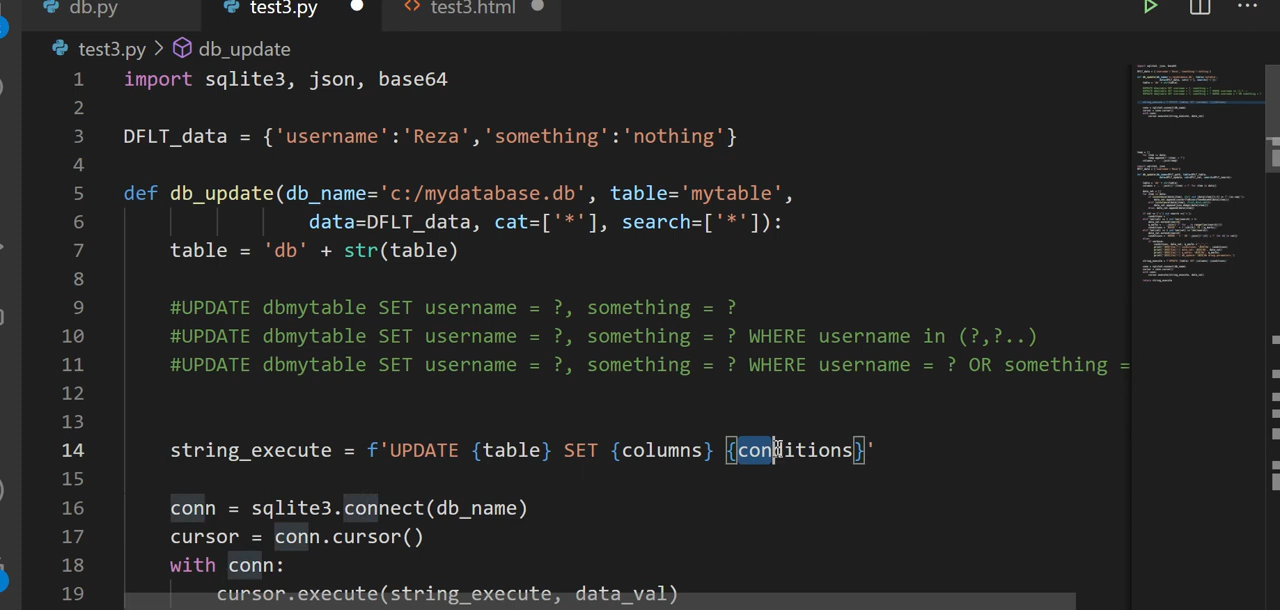 db.py test3.py test3.html
test3.py > db_update
1 import sqlite3, json, base64
2
3 DFLT_data = {'username':'Reza','something':'nothing'}
4
5 def db_update(db_name='c:/mydatabase.db', table='mytable',
6 data=DFLT_data, cat=['*'], search=['*']):
7 table = 'db' + str(table)
8
9 #UPDATE dbmytable SET username = ?, something = ?
10 #UPDATE dbmytable SET username = ?, something = ? WHERE username in (?,?..)
11 #UPDATE dbmytable SET username = ?, something = ? WHERE username = ? OR something =
12
13
14 string_execute = f'UPDATE {table} SET {columns} {conditions}'
15
16 conn = sqlite3.connect(db_name)
17 cursor = conn.cursor()
18 with conn:
19 cursor.execute(string_execute, data_val)